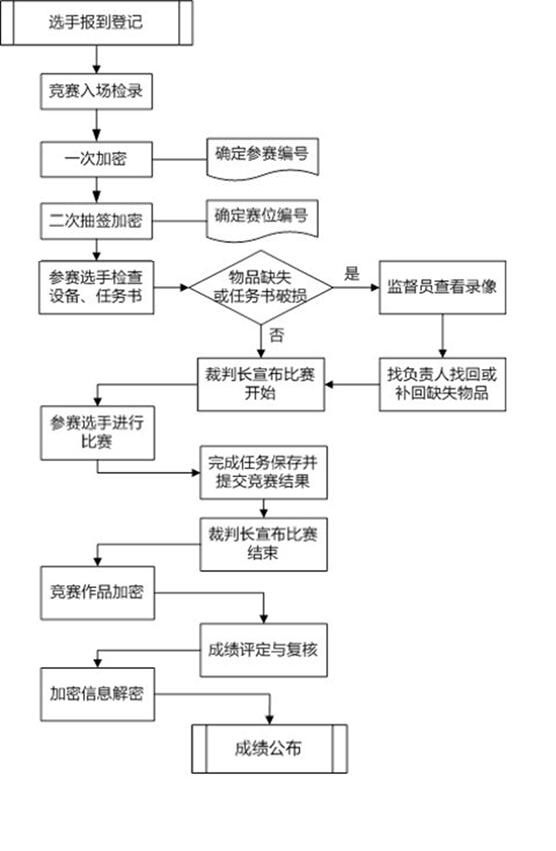 选手报到登记
竞赛入场检录
一次加密
确定参赛编号
二次抽签加密
确定赛位编号
参赛选手检查
设备、任务书
物品缺失
或任务书破损
是
监督员查看录像
否
裁判长宣布比赛
开始
找负责人找回或
补回缺失物品
参赛选手进行
比赛
完成任务保存并
提交竞赛结果
裁判长宣布比赛
结束
竞赛作品加密
成绩评定与复核
加密信息解密
成绩公布